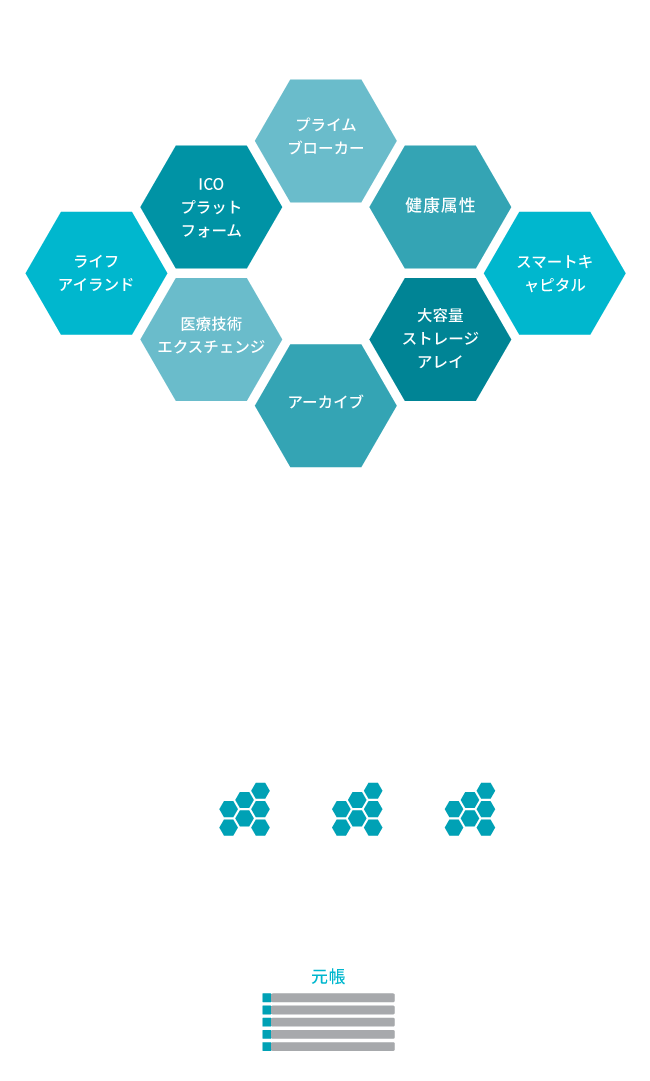 プライム
ブローカー
ICO
プラット
フォーム
健康属性
ライフ
アイランド
スマートキ
ャピタル
医療技術
エクスチェンジ
大容量
ストレージ
アレイ
アーカイブ
元帳